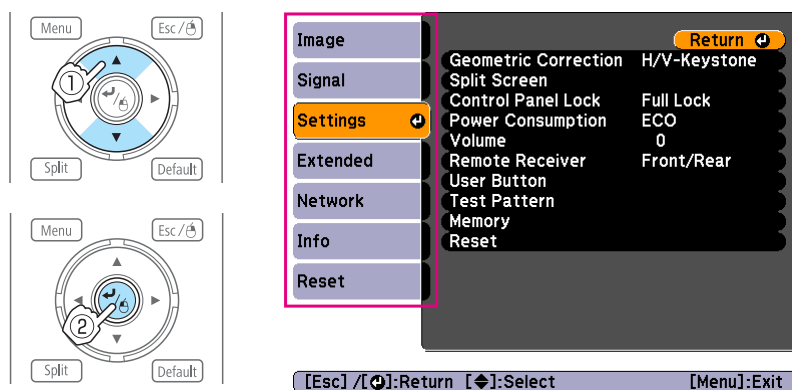 Menu
Esc/
1
Split
Default
Menu
Esc/
2
Split
Default
Image
Signal
Settings
Extended
Network
Info
Reset
Return
Geometric Correction H/V-Keystone
Split Screen
Control Panel Lock Full Lock
Power Consumption ECO
Volume 0
Remote Receiver Front/Rear
User Button
Test Pattern
Memory
Reset
[Esc] /[ ]:Return [ ]:Select [Menu]:Exit